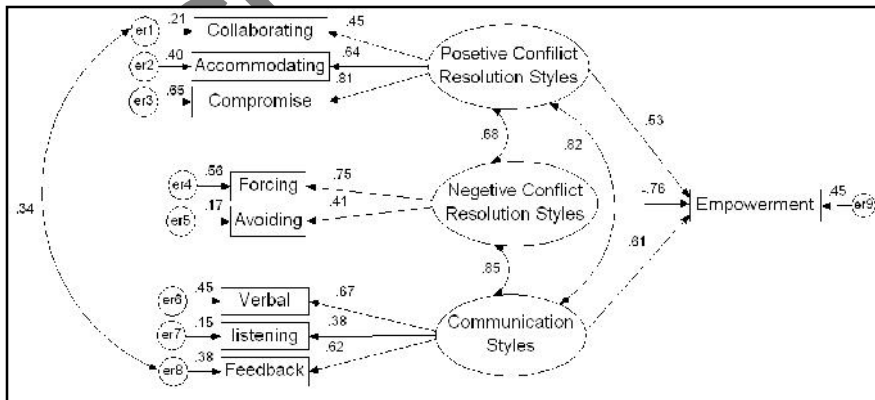 er1 .21 Collaborating .45
er2 .40 Accommodating .64
er3 .65 Compromise .81
Posetive Confilict
Resolution Styles
.53
.68
.82
.34
er4 .56 Forcing .75
er5 .17 Avoiding .41
Negetive Conflict
Resolution Styles
-.76
Empowerment .45 er9
.61
.85
er6 .45 Verbal .67
er7 .15 listening .38
er8 .38 Feedback .62
Communication
Styles